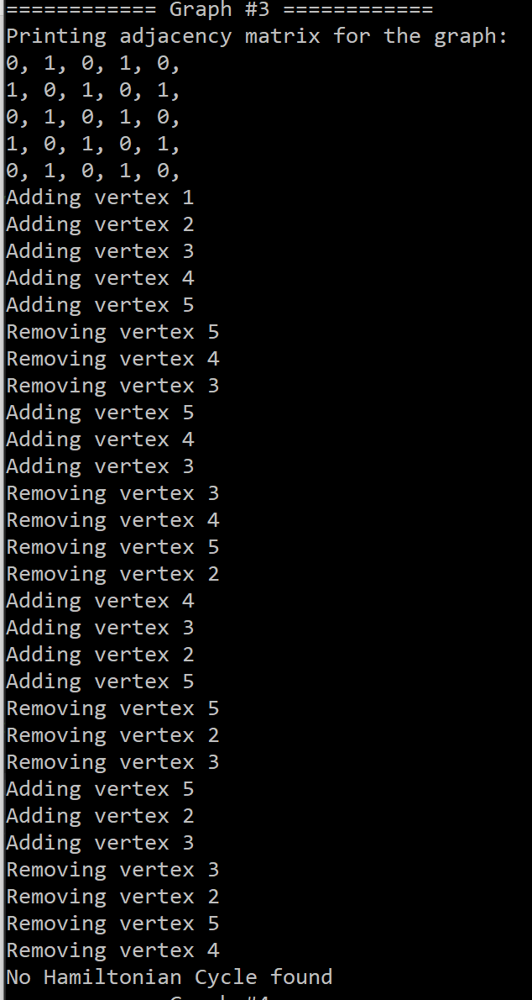 ============ Graph #3 ============
Printing adjacency matrix for the graph:
0, 1, 0, 1, 0,
1, 0, 1, 0, 1,
0, 1, 0, 1, 0,
1, 0, 1, 0, 1,
0, 1, 0, 1, 0,
Adding vertex 1
Adding vertex 2
Adding vertex 3
Adding vertex 4
Adding vertex 5
Removing vertex 5
Removing vertex 4
Removing vertex 3
Adding vertex 5
Adding vertex 4
Adding vertex 3
Removing vertex 3
Removing vertex 4
Removing vertex 5
Removing vertex 2
Adding vertex 4
Adding vertex 3
Adding vertex 2
Adding vertex 5
Removing vertex 5
Removing vertex 2
Removing vertex 3
Adding vertex 5
Adding vertex 2
Adding vertex 3
Removing vertex 3
Removing vertex 2
Removing vertex 5
Removing vertex 4
No Hamiltonian Cycle found